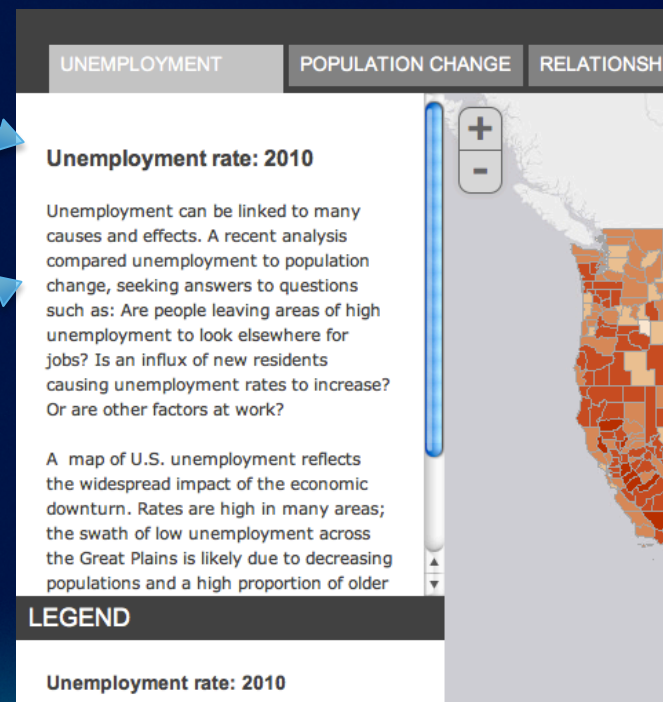 UNEMPLOYMENT POPULATION CHANGE RELATIONSH
Unemployment rate: 2010
Unemployment can be linked to many
causes and effects. A recent analysis
compared unemployment to population
change, seeking answers to questions
such as: Are people leaving areas of high
unemployment to look elsewhere for
jobs? Is an influx of new residents
causing unemployment rates to increase?
Or are other factors at work?
A map of U.S. unemployment reflects
the widespread impact of the economic
downturn. Rates are high in many areas;
the swath of low unemployment across
the Great Plains is likely due to decreasing
populations and a high proportion of older
LEGEND
Unemployment rate: 2010
+
-